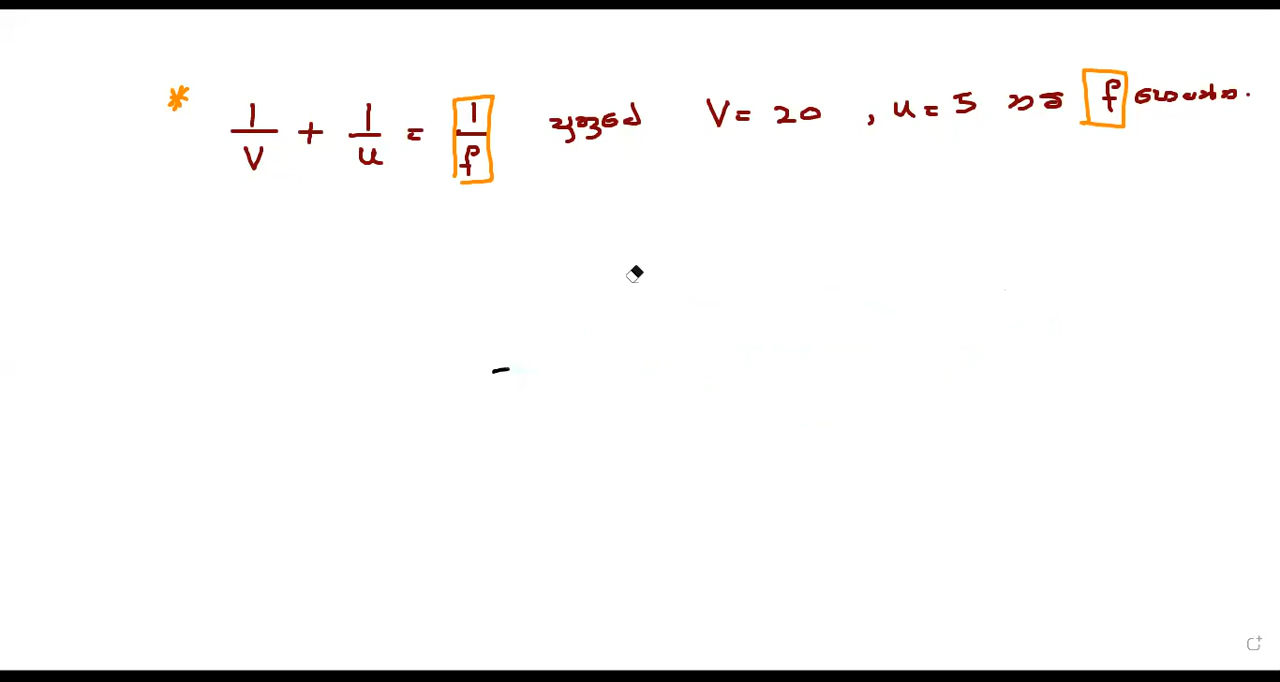 * 1/v + 1/u = 1/f සූත්‍රයේ V = 20 , u = 5 නම් f සොයන්න.